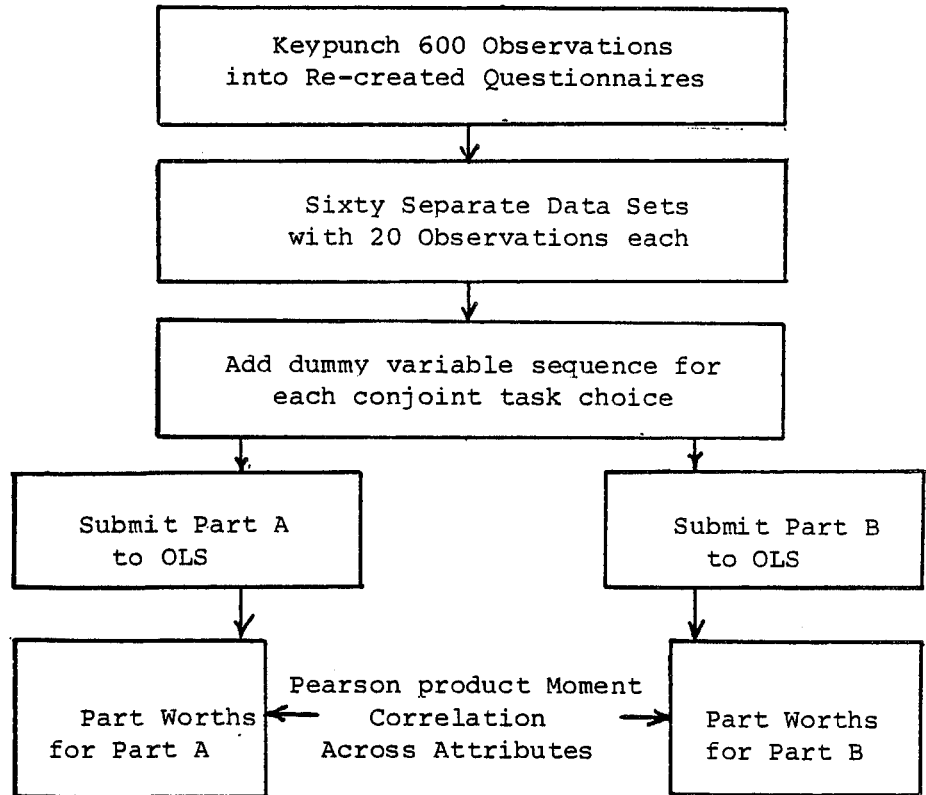 Keypunch 600 Observations
into Re-created Questionnaires
Sixty Separate Data Sets
with 20 Observations each
Add dummy variable sequence for
each conjoint task choice
Submit Part A
to OLS
Submit Part B
to OLS
Part Worths
for Part A
Pearson product Moment
Correlation
Across Attributes
Part Worths
for Part B